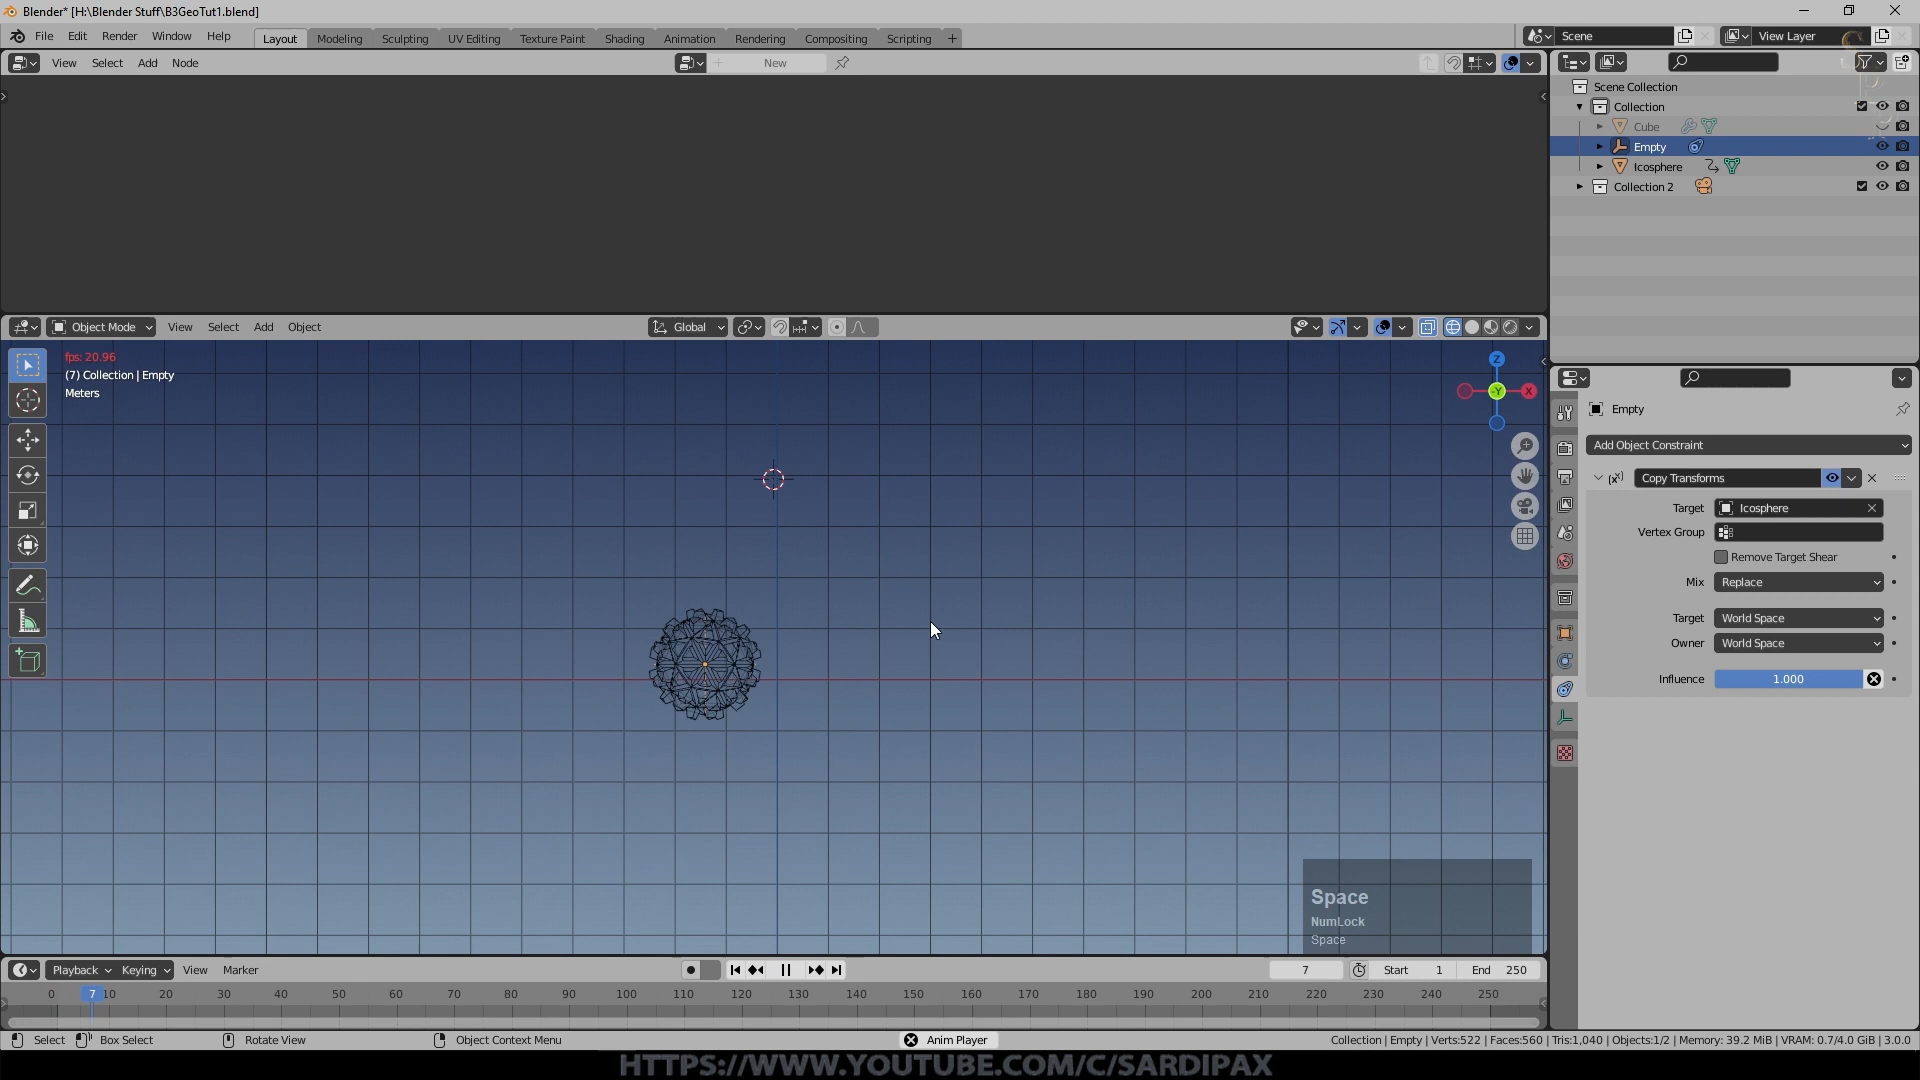 Blender* [H:\Blender Stuff\B3GeoTut1.blend]
File Edit Render Window Help Layout Modeling Sculpting UV Editing Texture Paint Shading Animation Rendering Compositing Scripting + Scene View Layer
View Select Add Node New
Scene Collection
Collection
Cube
Empty
Icosphere
Collection 2
Object Mode View Select Add Object Global
fps: 20.96
(7) Collection | Empty
Meters
Z
-Y
X
Empty
Add Object Constraint
Copy Transforms
Target Icosphere
Vertex Group
Remove Target Shear
Mix Replace
Target World Space
Owner World Space
Influence 1.000
Space
NumLock
Space
Playback Keying View Marker 7 Start 1 End 250
0 7 10 20 30 40 50 60 70 80 90 100 110 120 130 140 150 160 170 180 190 200 210 220 230 240 250
Select Box Select Rotate View Object Context Menu Anim Player Collection | Empty | Verts:522 | Faces:560 | Tris:1,040 | Objects:1/2 | Memory: 39.2 MiB | VRAM: 0.7/4.0 GiB | 3.0.0
HTTPS://WWW.YOUTUBE.COM/C/SARDIPAX